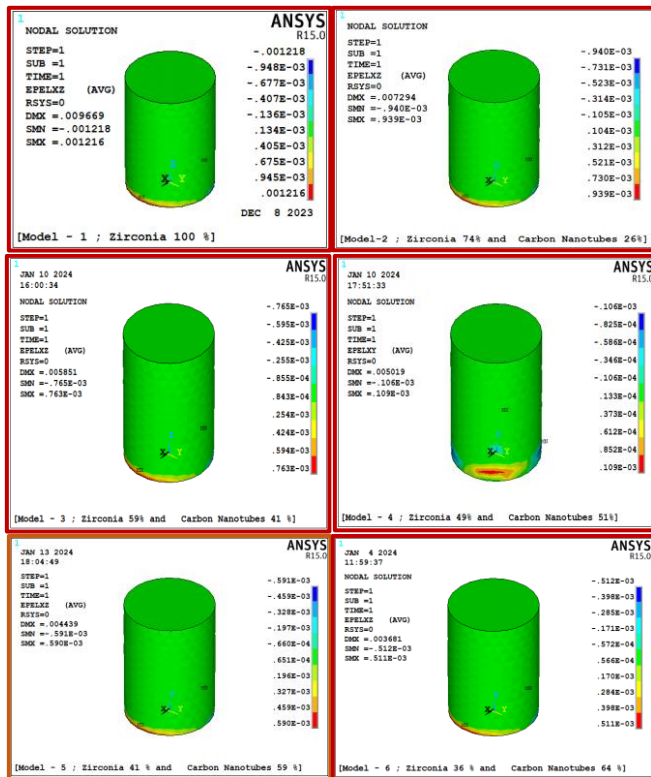 1
ANSYS
R15.0
NODAL SOLUTION
STEP=1
SUB =1
TIME=1
EPELXZ (AVG)
RSYS=0
DMX =.009669
SMN =-.001218
SMX =.001216
-.001218
-.948E-03
-.677E-03
-.407E-03
-.136E-03
.134E-03
.405E-03
.675E-03
.945E-03
.001216
X
Y
DEC 8 2023
[Model - 1 ; Zirconia 100 %]
1
NODAL SOLUTION
STEP=1
SUB =1
TIME=1
EPELXZ (AVG)
RSYS=0
DMX =.007294
SMN =-.940E-03
SMX =.939E-03
-.940E-03
-.731E-03
-.523E-03
-.314E-03
-.105E-03
.104E-03
.312E-03
.521E-03
.730E-03
.939E-03
X
Y
[Model-2 ; Zirconia 74% and Carbon Nanotubes 26%]
1
ANSYS
R15.0
JAN 10 2024
16:00:34
NODAL SOLUTION
STEP=1
SUB =1
TIME=1
EPELXZ (AVG)
RSYS=0
DMX =.005851
SMN =-.765E-03
SMX =.763E-03
-.765E-03
-.595E-03
-.425E-03
-.255E-03
-.855E-04
.843E-04
.254E-03
.424E-03
.594E-03
.763E-03
X
Y
[Model - 3 ; Zirconia 59% and Carbon Nanotubes 41 %]
1
ANSYS
R15.0
JAN 10 2024
17:51:33
NODAL SOLUTION
STEP=1
SUB =1
TIME=1
EPELXY (AVG)
RSYS=0
DMX =.005019
SMN =-.106E-03
SMX =.109E-03
-.106E-03
-.825E-04
-.586E-04
-.346E-04
-.106E-04
.133E-04
.373E-04
.612E-04
.852E-04
.109E-03
X
Y
[Model - 4 ; Zirconia 49% and Carbon Nanotubes 51%]
ANSYS
R15.0
JAN 13 2024
18:04:49
STEP=1
SUB =1
TIME=1
EPELXZ (AVG)
RSYS=0
DMX =.004439
SMN =-.591E-03
SMX =.590E-03
-.591E-03
-.459E-03
-.328E-03
-.197E-03
-.660E-04
.651E-04
.196E-03
.327E-03
.459E-03
.590E-03
X
Y
[Model - 5 ; Zirconia 41 % and Carbon Nanotubes 59 %]
1
ANSYS
R15.0
JAN 4 2024
11:59:37
NODAL SOLUTION
STEP=1
SUB =1
TIME=1
EPELXZ (AVG)
RSYS=0
DMX =.003681
SMN =-.512E-03
SMX =.511E-03
-.512E-03
-.398E-03
-.285E-03
-.171E-03
-.572E-04
.566E-04
.170E-03
.284E-03
.398E-03
.511E-03
X
Y
[Model - 6 ; Zirconia 36 % and Carbon Nanotubes 64 %]